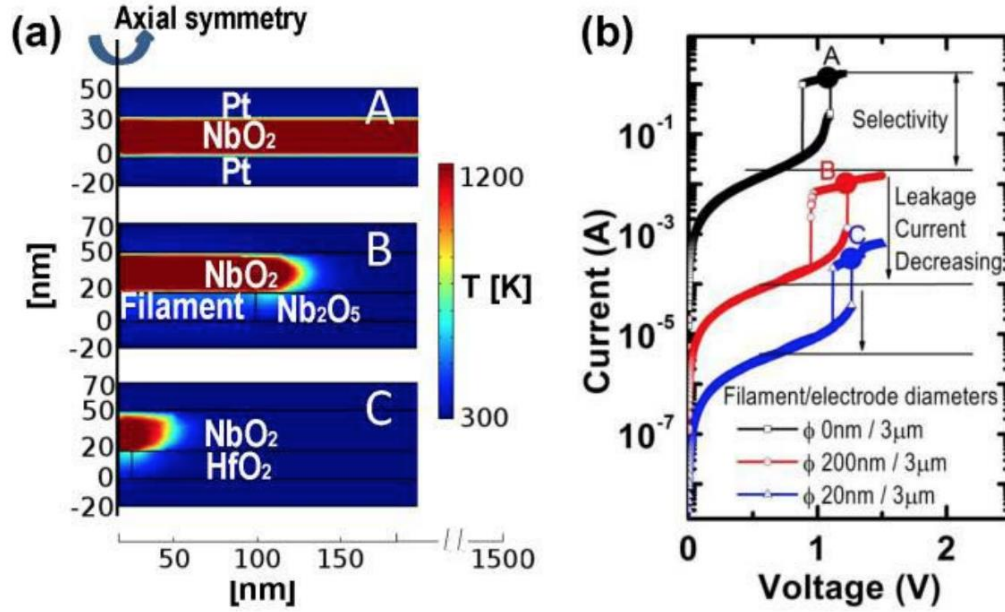 (a)
Axial symmetry
50
30
0
-20
Pt
NbO₂
Pt
A
70
50
20
0
-20
NbO₂
Filament
Nb₂O₅
B
70
50
20
0
-20
NbO₂
HfO₂
C
[nm]
1200
T [K]
300
50
100
150
1500
[nm]
(b)
Current (A)
10⁻¹
10⁻³
10⁻⁵
10⁻⁷
A
B
C
Selectivity
Leakage
Current
Decreasing
Filament/electrode diameters
ϕ 0nm / 3μm
ϕ 200nm / 3μm
ϕ 20nm / 3μm
0
1
2
Voltage (V)